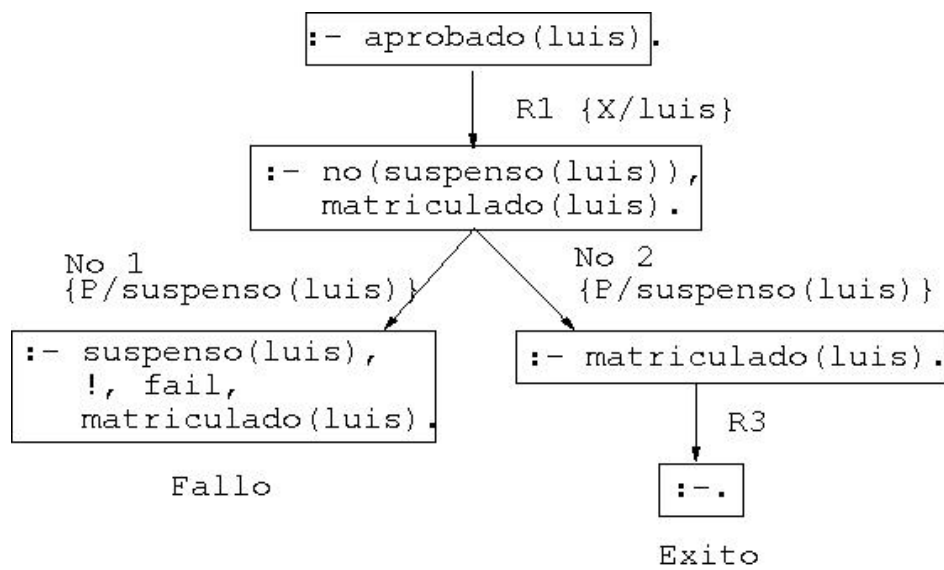 :- aprobado(luis).
R1 {X/luis}
:- no(suspenso(luis)),
matriculado(luis).
No 1
{P/suspenso(luis)}
No 2
{P/suspenso(luis)}
:- suspenso(luis),
!, fail,
matriculado(luis).
Fallo
:- matriculado(luis).
R3
:-.
Exito